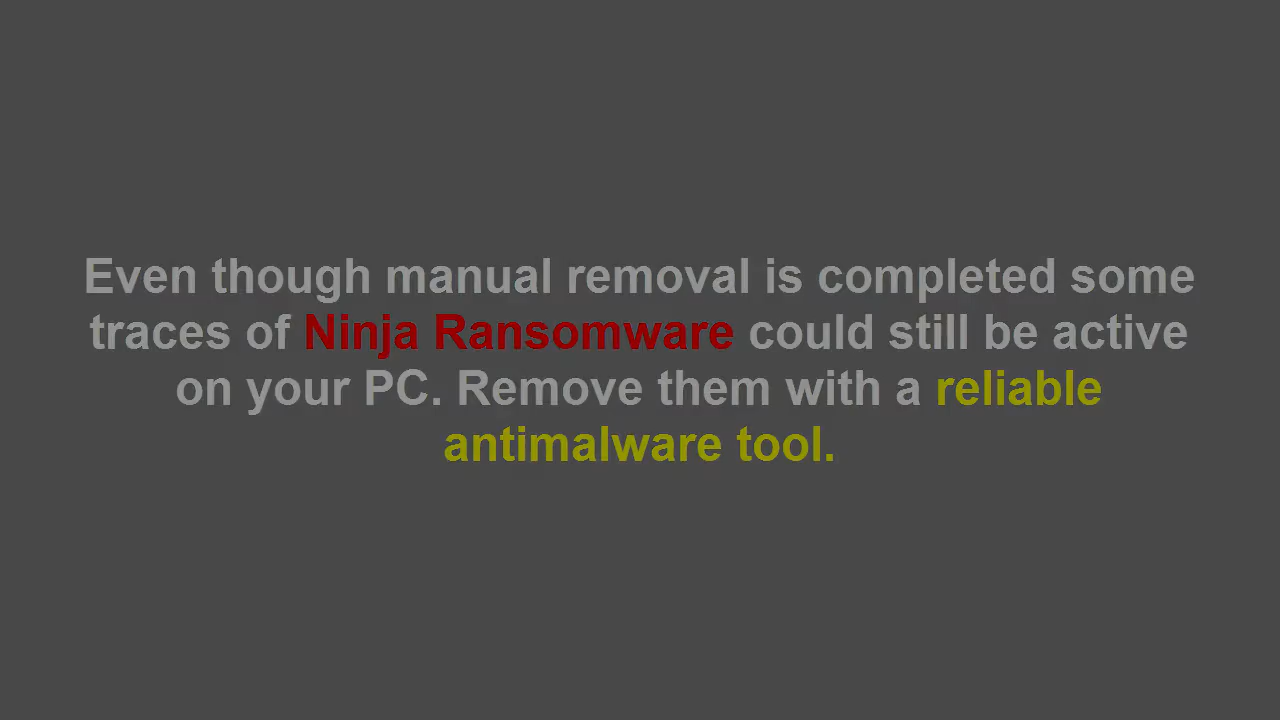 Even though manual removal is completed some
traces of Ninja Ransomware could still be active
on your PC. Remove them with a reliable
antimalware tool.